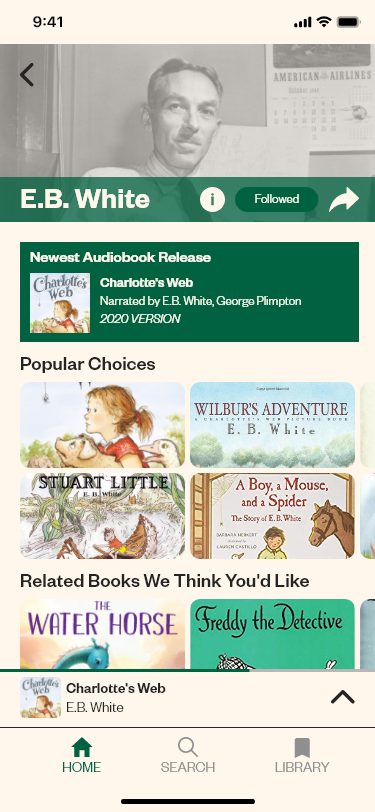 9:41
AMERICAN AIRLINES
E.B. White
i
Followed
Newest Audiobook Release
Charlotte's Web
Charlotte's Web
Narrated by E.B. White, George Plimpton
2020 VERSION
Popular Choices
WILBUR'S ADVENTURE
A CHARLOTTE'S WEB PICTURE BOOK
E. B. White
STUART LITTLE
E. B. White
A Boy, a Mouse,
and a Spider
The Story of E. B. White
BARBARA HERKERT
LAUREN CASTILLO
Related Books We Think You'd Like
THE
WATER HORSE
Freddy the Detective
Charlotte's Web
Charlotte's Web
E.B. White
HOME
SEARCH
LIBRARY